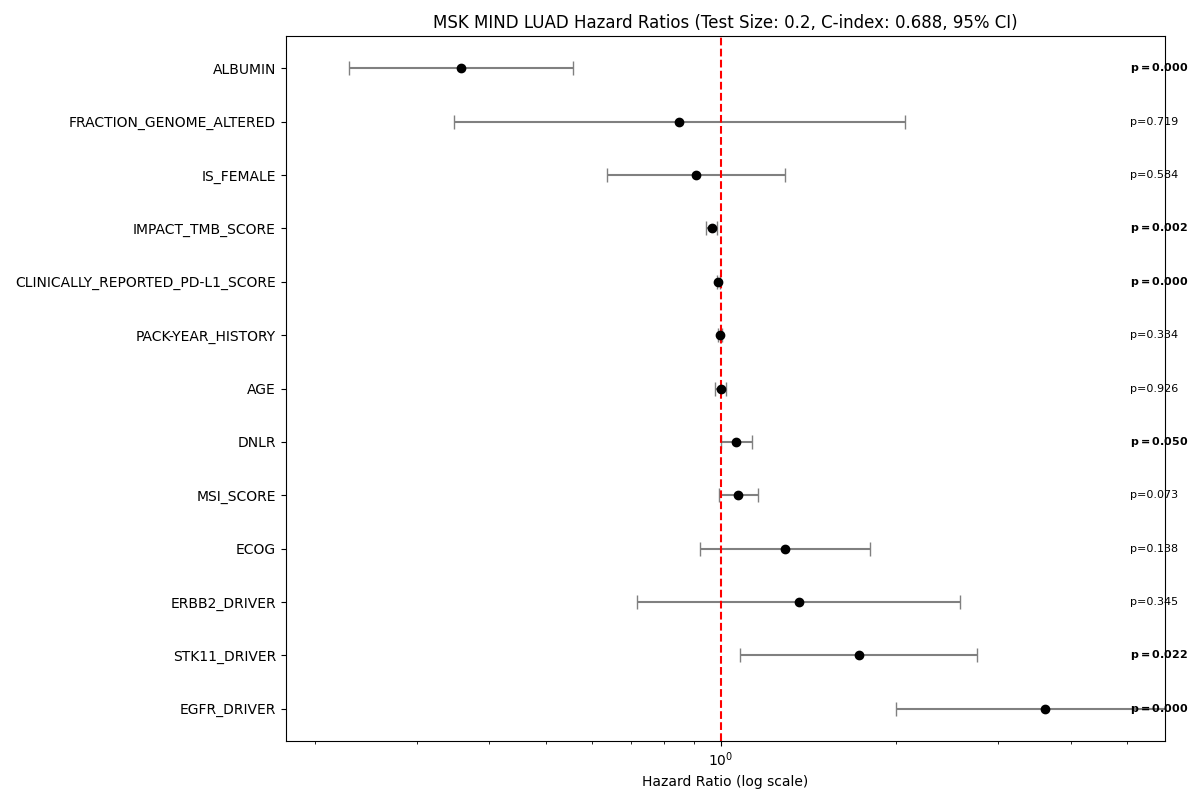 MSK MIND LUAD Hazard Ratios (Test Size: 0.2, C-index: 0.688, 95% CI)
ALBUMIN p=0.000
FRACTION_GENOME_ALTERED p=0.719
IS_FEMALE p=0.584
IMPACT_TMB_SCORE p=0.002
CLINICALLY_REPORTED_PD-L1_SCORE p=0.000
PACK-YEAR_HISTORY p=0.334
AGE p=0.926
DNLR p=0.050
MSI_SCORE p=0.073
ECOG p=0.138
ERBB2_DRIVER p=0.345
STK11_DRIVER p=0.022
EGFR_DRIVER p=0.000
10⁰
Hazard Ratio (log scale)